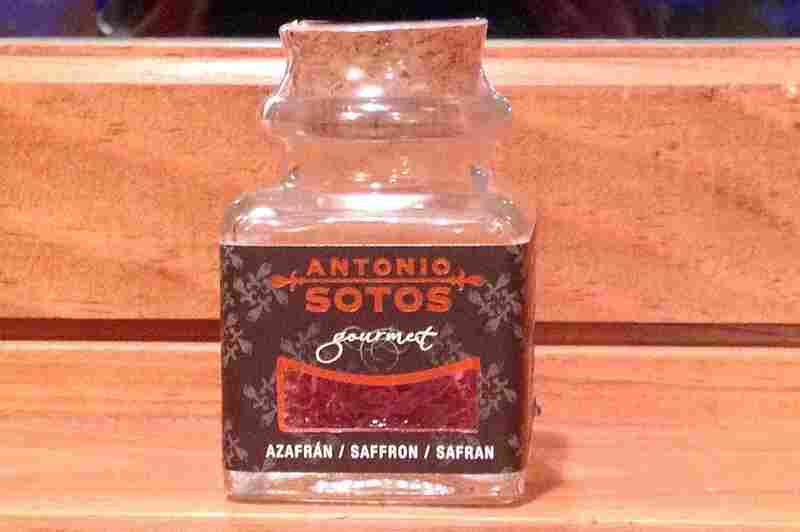 ANTONIO
SOTOS
gourmet
AZAFRÁN / SAFFRON / SAFRAN